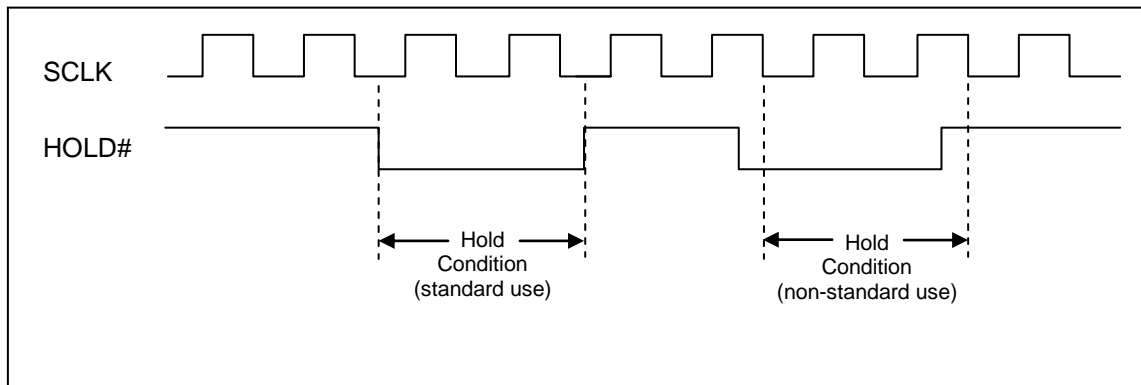 SCLK
HOLD#
Hold
Condition
(standard use)
Hold
Condition
(non-standard use)